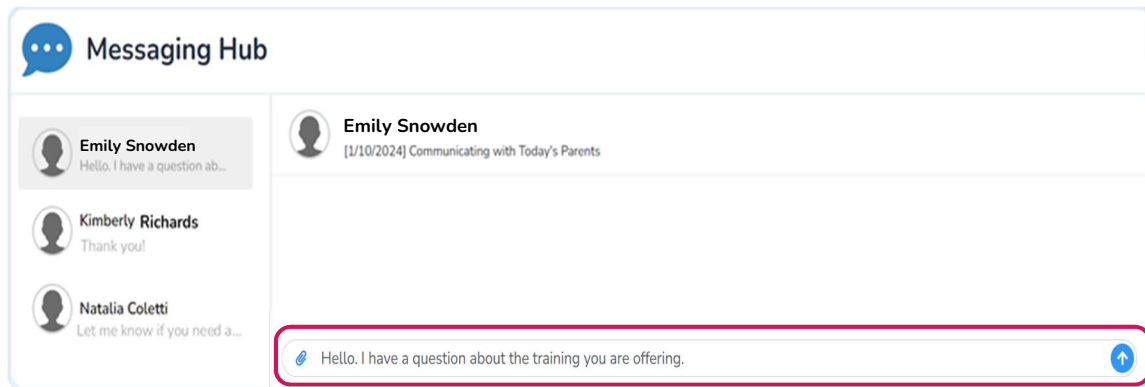 Messaging Hub
Emily Snowden
Hello. I have a question ab...
Kimberly Richards
Thank you!
Natalia Coletti
Let me know if you need a...
Emily Snowden
[1/10/2024] Communicating with Today's Parents
Hello. I have a question about the training you are offering.